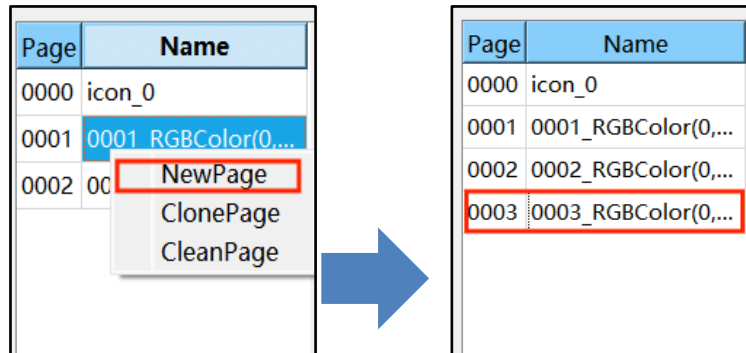 Page Name
0000 icon_0
0001 0001_RGBColor(0,...
0002 00
NewPage
ClonePage
CleanPage
Page Name
0000 icon_0
0001 0001_RGBColor(0,...
0002 0002_RGBColor(0,...
0003 0003_RGBColor(0,...